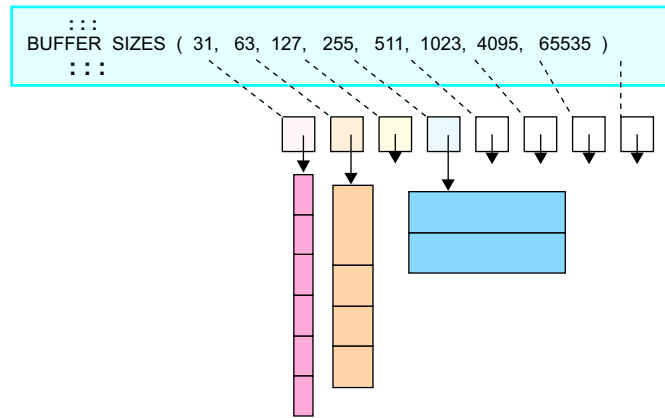 : : :
BUFFER SIZES ( 31, 63, 127, 255, 511, 1023, 4095, 65535 )
: : :